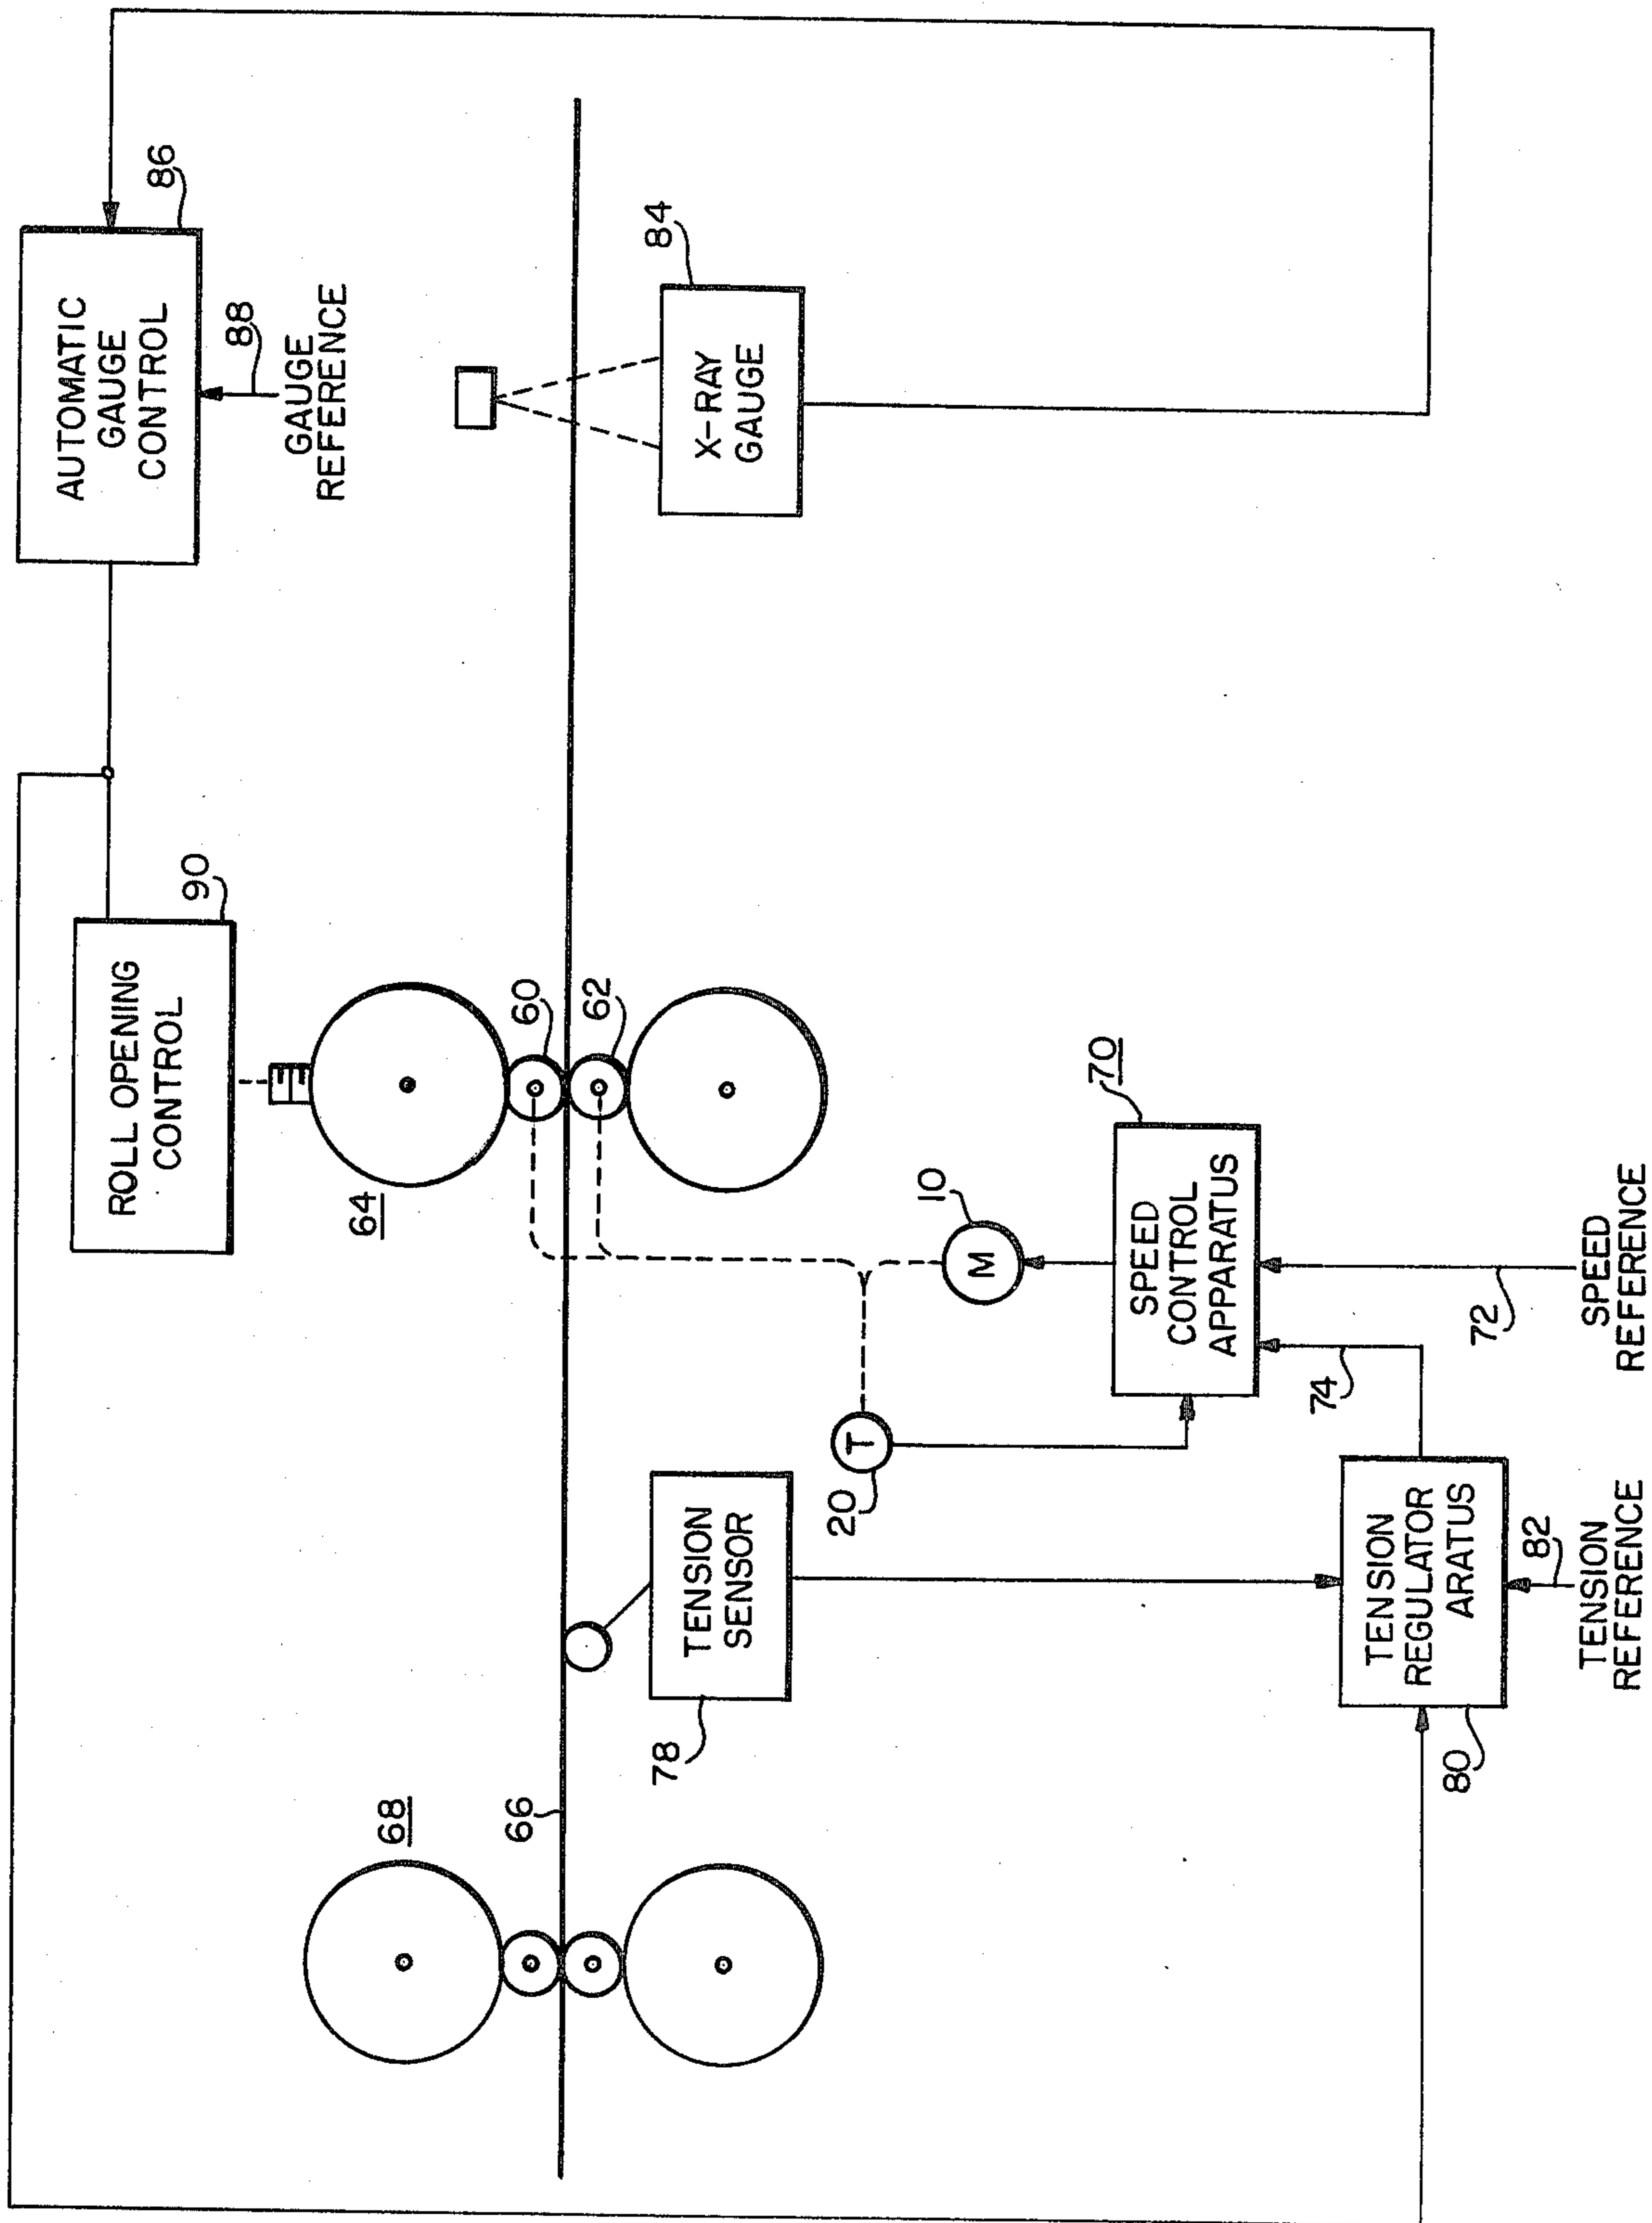 AUTOMATIC
GAUGE
CONTROL
86
88
GAUGE
REFERENCE
84
X-RAY
GAUGE
ROLL OPENING
CONTROL
90
64
60
62
10
M
70
SPEED
CONTROL
APPARATUS
72
SPEED
REFERENCE
74
T
20
TENSION
SENSOR
78
TENSION
REGULATOR
ARATUS
80
82
TENSION
REFERENCE
68
66